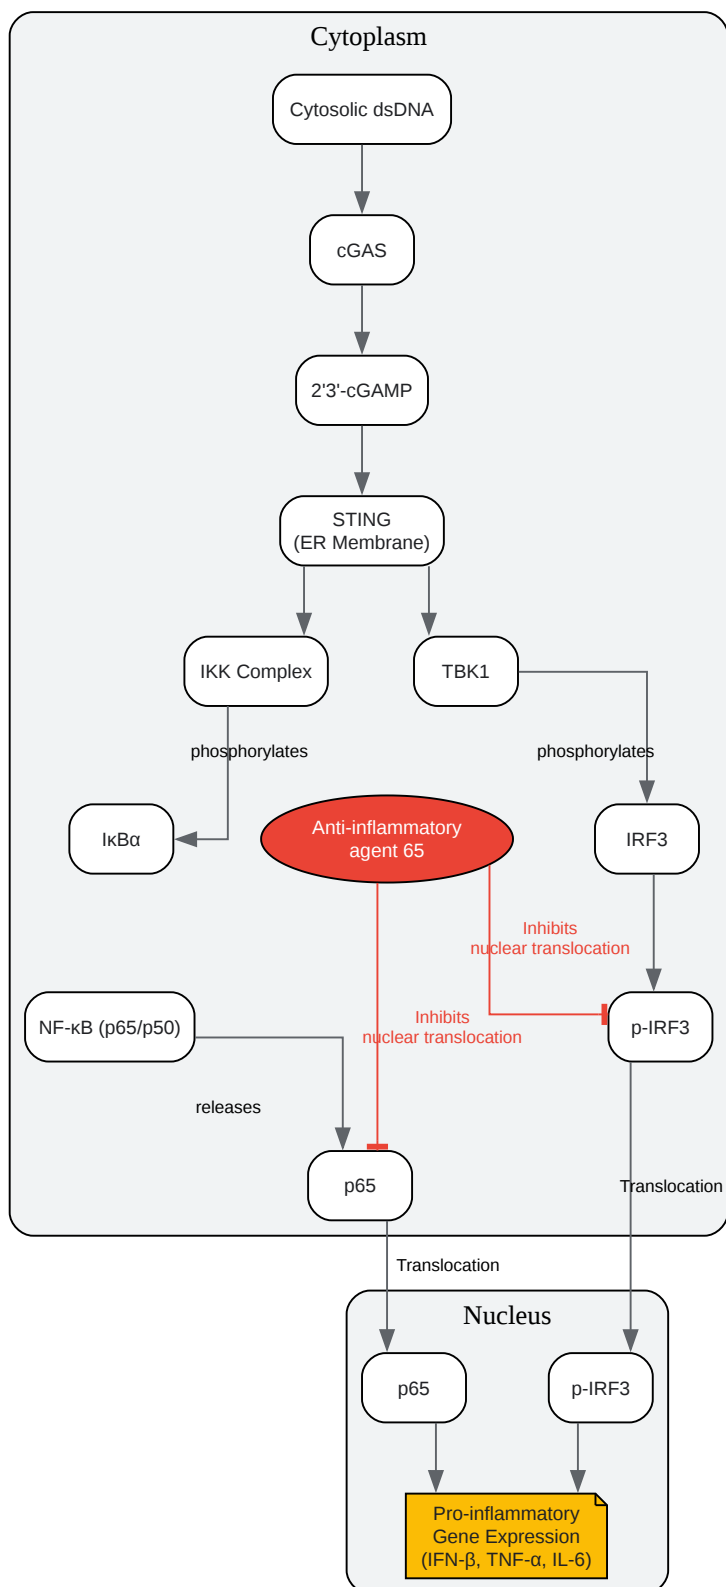 Cytoplasm
Cytosolic dsDNA
cGAS
2'3'-cGAMP
STING
(ER Membrane)
IKK Complex
TBK1
phosphorylates
phosphorylates
IκBα
Anti-inflammatory
agent 65
IRF3
Inhibits
nuclear translocation
NF-κB (p65/p50)
Inhibits
nuclear translocation
p-IRF3
releases
p65
Translocation
Translocation
Nucleus
p65
p-IRF3
Pro-inflammatory
Gene Expression
(IFN-β, TNF-α, IL-6)